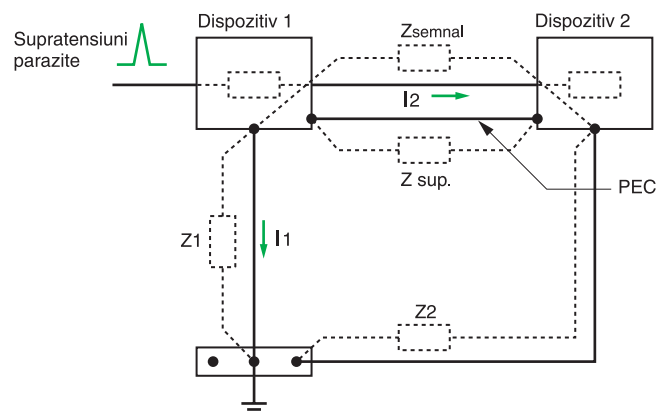 Dispozitiv 1
Dispozitiv 2
Supratensiuni
parazite
Zsemnal
I2
Z sup.
PEC
Z1
I1
Z2